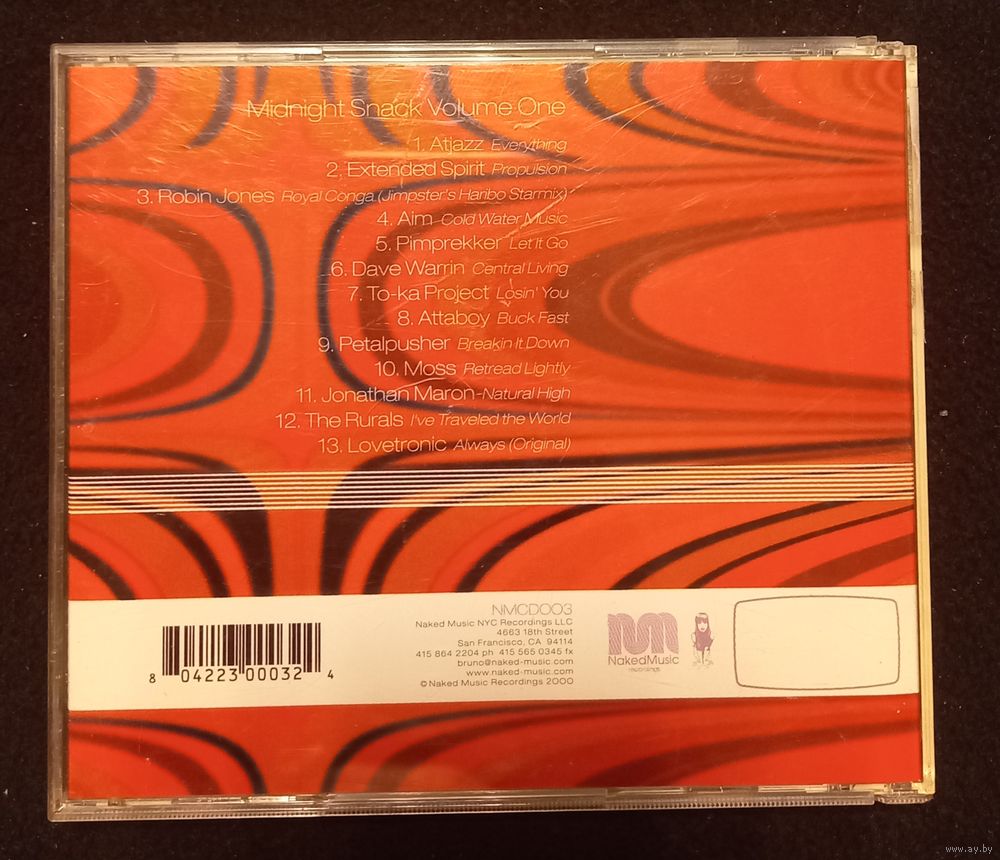 Midnight Snack Volume One
1. Atjazz Everything
2. Extended Spirit Propulsion
3. Robin Jones Royal Conga (Jimpster's Haribo Starmix)
4. Aim Cold Water Music
5. Pimprekker Let It Go
6. Dave Warrin Central Living
7. To-ka Project Losin' You
8. Attaboy Buck Fast
9. Petalpusher Breakin It Down
10. Moss Retread Lightly
11. Jonathan Maron-Natural High
12. The Rurals I've Traveled the World
13. Lovetronic Always (Original)
NMCD003
Naked Music NYC Recordings LLC
4663 18th Street
San Francisco, CA 94114
415 864 2204 ph 415 565 0345 fx
bruno@naked-music.com
www.naked-music.com
© Naked Music Recordings 2000
nm
NakedMusic
recordings
8 04223 00032 4
www.ay.by